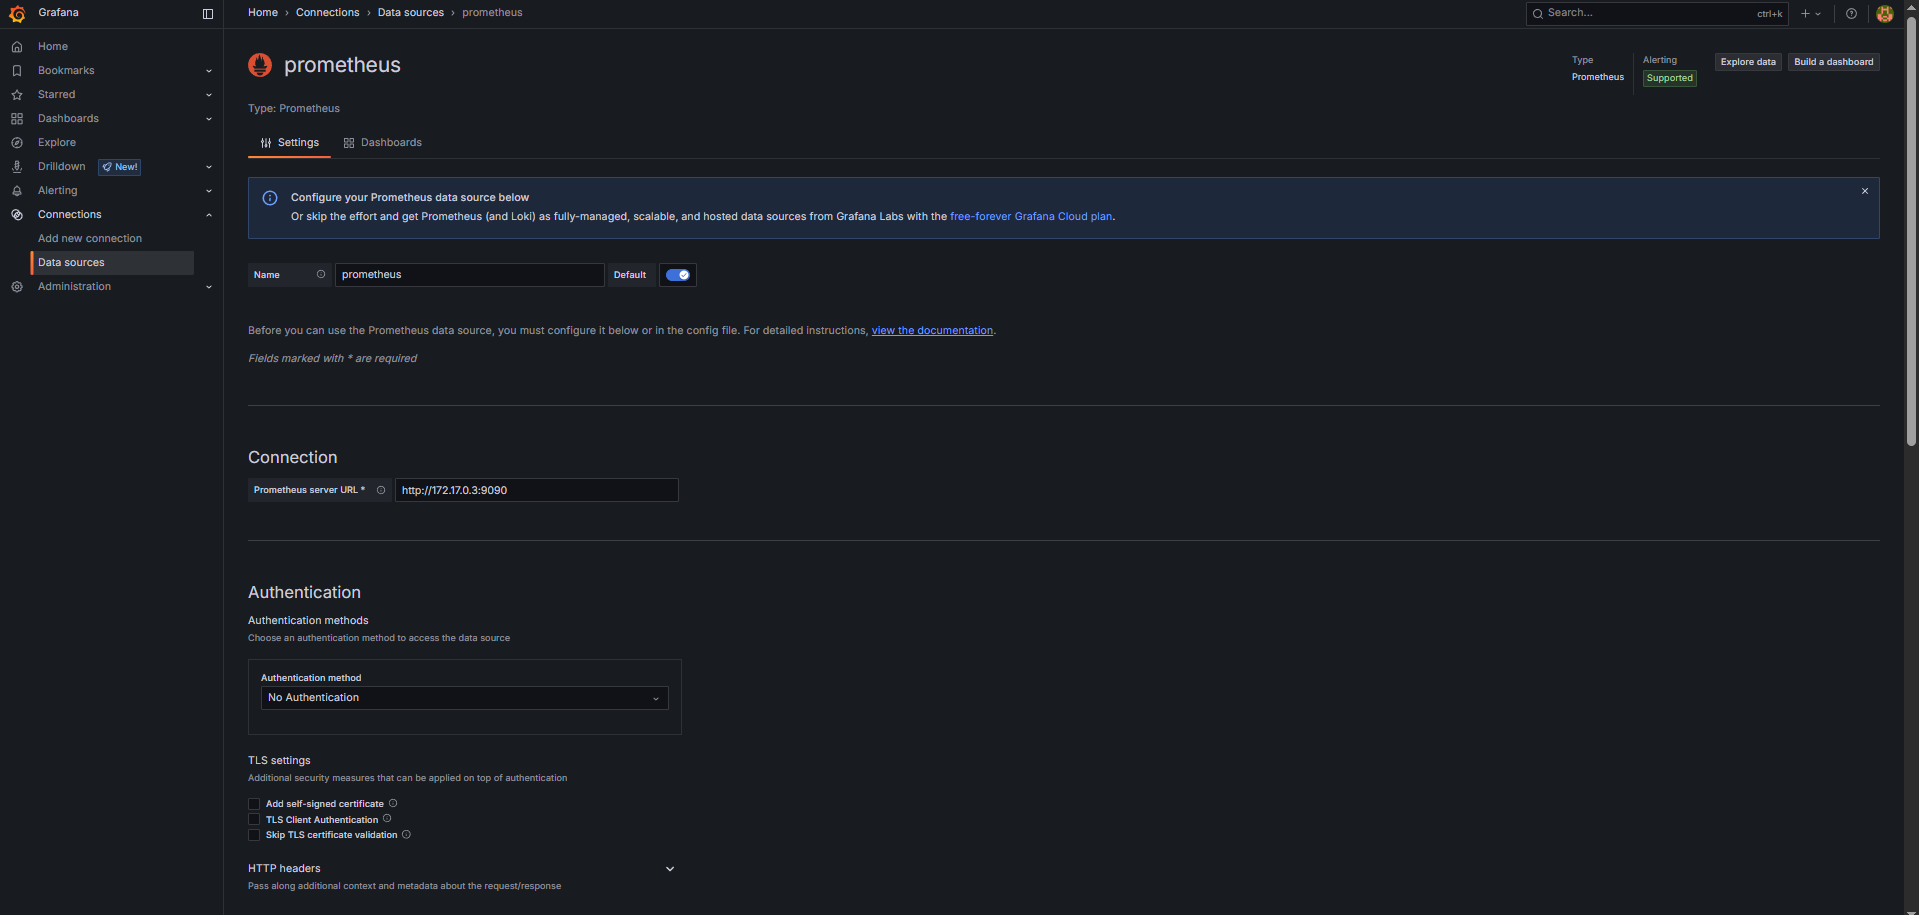 Grafana
Home › Connections › Data sources › prometheus
Search...
ctrl+k
Home
Bookmarks
Starred
Dashboards
Explore
Drilldown
New!
Alerting
Connections
Add new connection
Data sources
Administration
prometheus
Type: Prometheus
Type
Prometheus
Alerting
Supported
Explore data
Build a dashboard
Settings
Dashboards
Configure your Prometheus data source below
Or skip the effort and get Prometheus (and Loki) as fully-managed, scalable, and hosted data sources from Grafana Labs with the free-forever Grafana Cloud plan.
Name
prometheus
Default
Before you can use the Prometheus data source, you must configure it below or in the config file. For detailed instructions, view the documentation.
Fields marked with * are required
Connection
Prometheus server URL *
http://172.17.0.3:9090
Authentication
Authentication methods
Choose an authentication method to access the data source
Authentication method
No Authentication
TLS settings
Additional security measures that can be applied on top of authentication
Add self-signed certificate
TLS Client Authentication
Skip TLS certificate validation
HTTP headers
Pass along additional context and metadata about the request/response